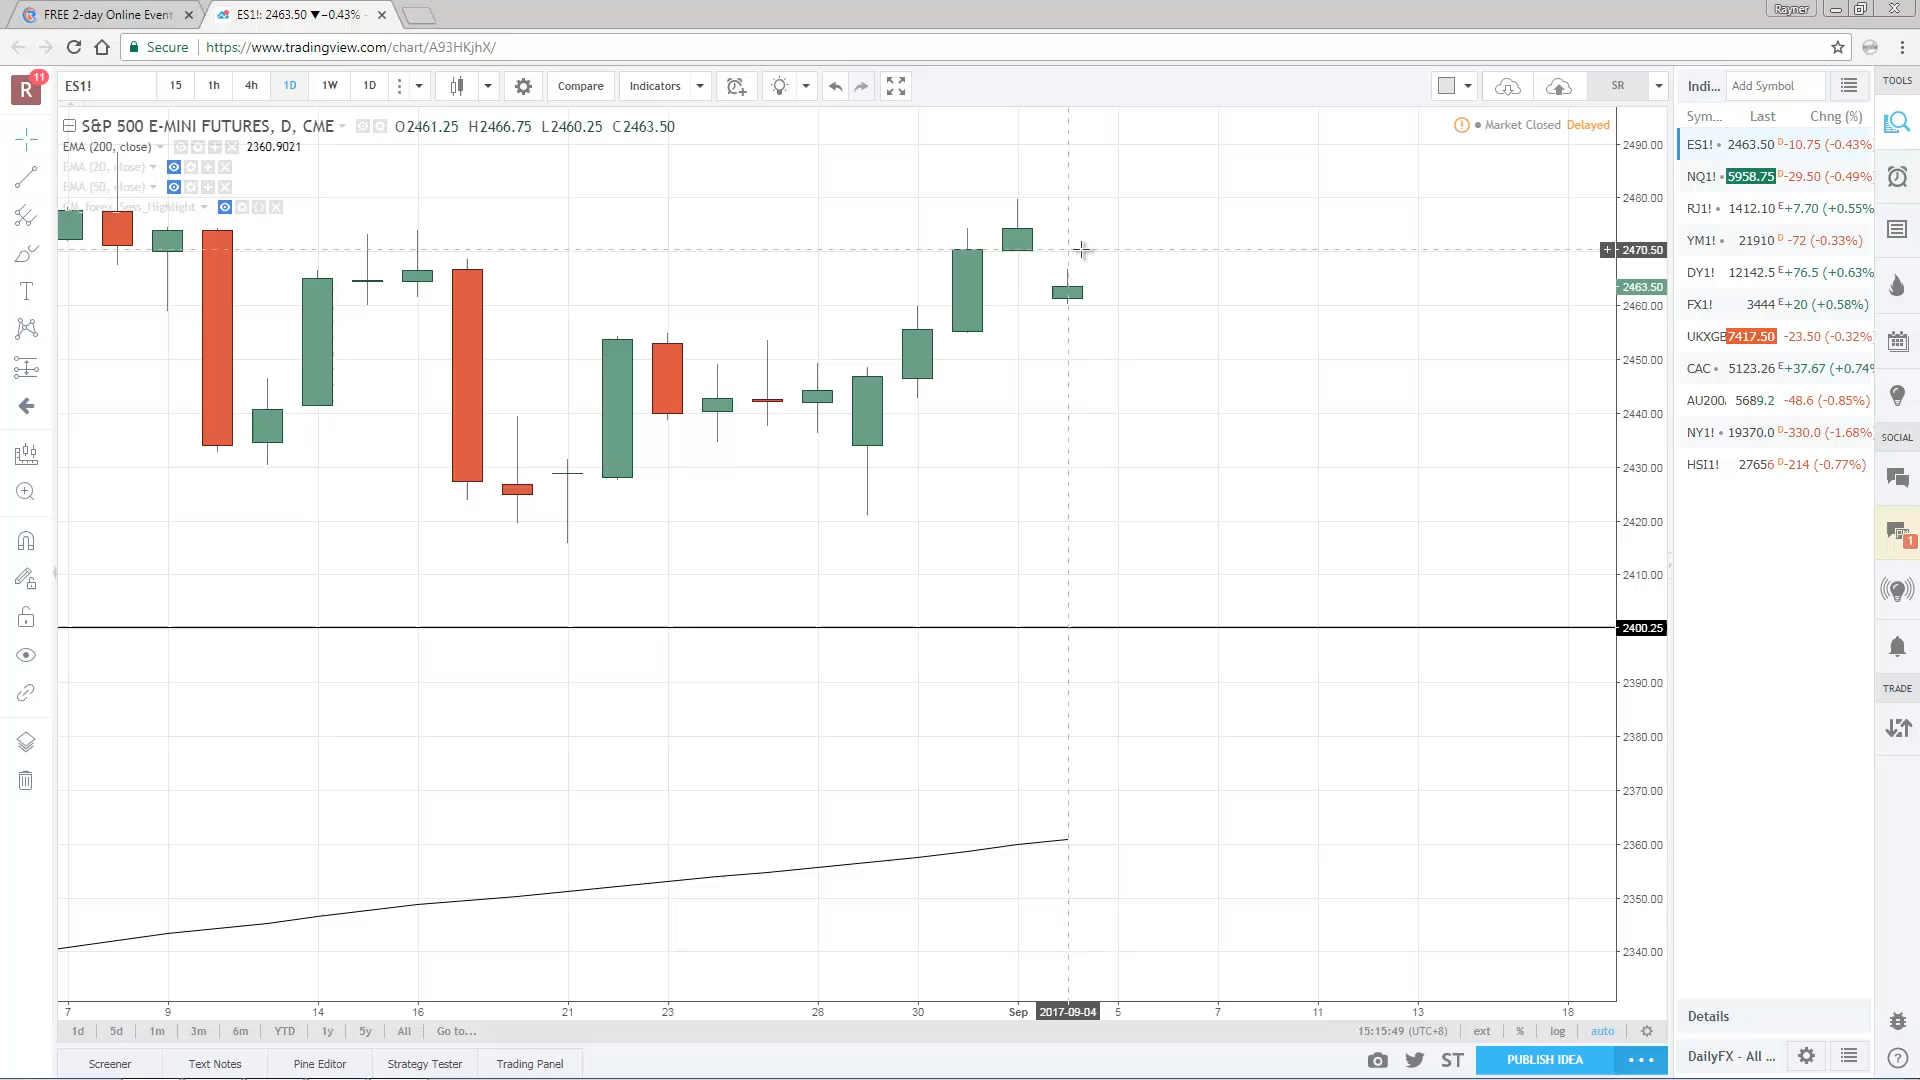 FREE 2-day Online Event
ES1!: 2463.50 ▼−0.43%
Rayner
Secure
https://www.tradingview.com/chart/A93HKjhX/
R
11
ES1!
15
1h
4h
1D
1W
1D
Compare
Indicators
SR
S&P 500 E-MINI FUTURES, D, CME
O2461.25 H2466.75 L2460.25 C2463.50
EMA (200, close)
2360.9021
EMA (20, close)
EMA (50, close)
CM_forex_Sess_Highlight
Market Closed Delayed
2490.00
2480.00
2470.50
2463.50
2460.00
2450.00
2440.00
2430.00
2420.00
2410.00
2400.25
2390.00
2380.00
2370.00
2360.00
2350.00
2340.00
7 9 14 16 21 23 28 30 Sep 2017-09-04 5 7 11 13 18
1d 5d 1m 3m 6m YTD 1y 5y All Go to...
15:15:49 (UTC+8) ext % log auto
Screener Text Notes Pine Editor Strategy Tester Trading Panel
ST
PUBLISH IDEA
Indi... Add Symbol
Sym... Last Chng (%)
ES1! 2463.50 D-10.75 (-0.43%)
NQ1! 5958.75 D-29.50 (-0.49%)
RJ1! 1412.10 E+7.70 (+0.55%
YM1! 21910 D-72 (-0.33%)
DY1! 12142.5 E+76.5 (+0.63%
FX1! 3444 E+20 (+0.58%)
UKXGB 7417.50 -23.50 (-0.32%)
CAC 5123.26 E+37.67 (+0.74%
AU200 5689.2 -48.6 (-0.85%)
NY1! 19370.0 D-330.0 (-1.68%)
HSI1! 27656 D-214 (-0.77%)
Details
DailyFX - All ...
TOOLS
SOCIAL
1
TRADE